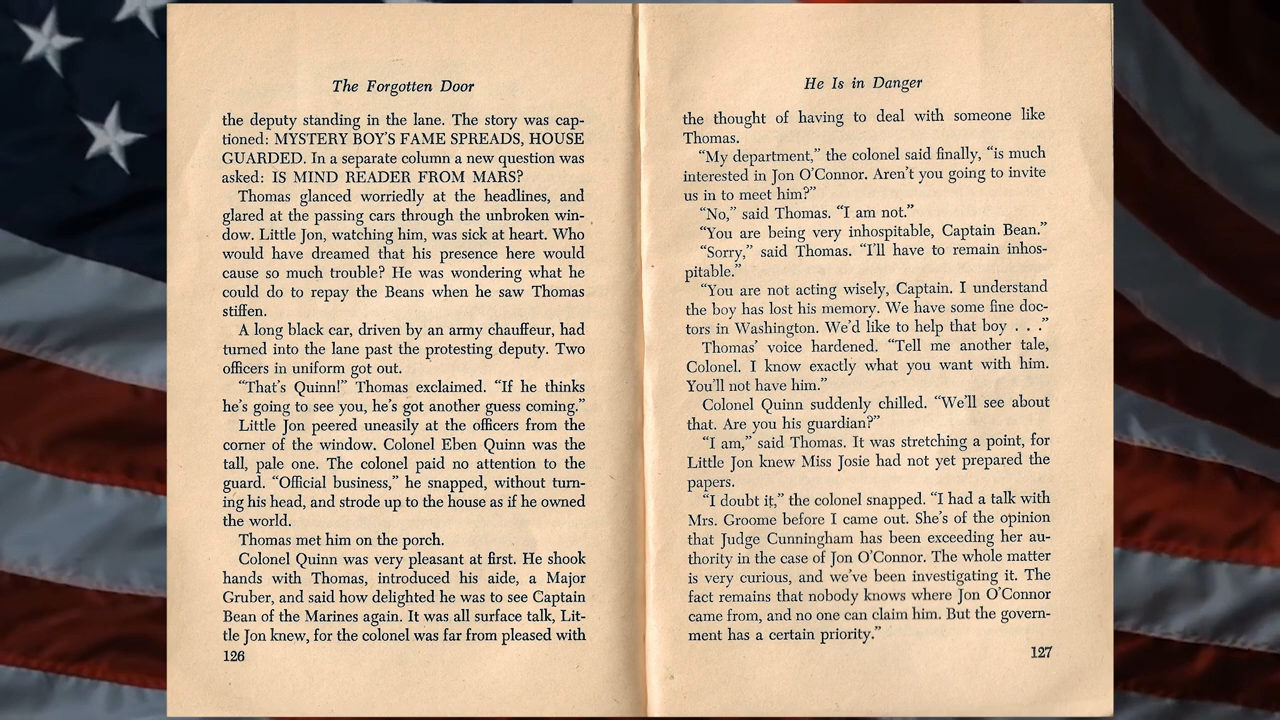 The Forgotten Door
the deputy standing in the lane. The story was cap-
tioned: MYSTERY BOY'S FAME SPREADS, HOUSE
GUARDED. In a separate column a new question was
asked: IS MIND READER FROM MARS?
Thomas glanced worriedly at the headlines, and
glared at the passing cars through the unbroken win-
dow. Little Jon, watching him, was sick at heart. Who
would have dreamed that his presence here would
cause so much trouble? He was wondering what he
could do to repay the Beans when he saw Thomas
stiffen.
A long black car, driven by an army chauffeur, had
turned into the lane past the protesting deputy. Two
officers in uniform got out.
“That's Quinn!” Thomas exclaimed. “If he thinks
he's going to see you, he's got another guess coming.”
Little Jon peered uneasily at the officers from the
corner of the window. Colonel Eben Quinn was the
tall, pale one. The colonel paid no attention to the
guard. “Official business,” he snapped, without turn-
ing his head, and strode up to the house as if he owned
the world.
Thomas met him on the porch.
Colonel Quinn was very pleasant at first. He shook
hands with Thomas, introduced his aide, a Major
Gruber, and said how delighted he was to see Captain
Bean of the Marines again. It was all surface talk, Lit-
tle Jon knew, for the colonel was far from pleased with
126
He Is in Danger
the thought of having to deal with someone like
Thomas.
“My department,” the colonel said finally, “is much
interested in Jon O'Connor. Aren't you going to invite
us in to meet him?”
“No,” said Thomas. “I am not.”
“You are being very inhospitable, Captain Bean.”
“Sorry,” said Thomas. “I'll have to remain inhos-
pitable.”
“You are not acting wisely, Captain. I understand
the boy has lost his memory. We have some fine doc-
tors in Washington. We'd like to help that boy . . .”
Thomas' voice hardened. “Tell me another tale,
Colonel. I know exactly what you want with him.
You'll not have him.”
Colonel Quinn suddenly chilled. “We'll see about
that. Are you his guardian?”
“I am,” said Thomas. It was stretching a point, for
Little Jon knew Miss Josie had not yet prepared the
papers.
“I doubt it,” the colonel snapped. “I had a talk with
Mrs. Groome before I came out. She's of the opinion
that Judge Cunningham has been exceeding her au-
thority in the case of Jon O'Connor. The whole matter
is very curious, and we've been investigating it. The
fact remains that nobody knows where Jon O'Connor
came from, and no one can claim him. But the govern-
ment has a certain priority.”
127